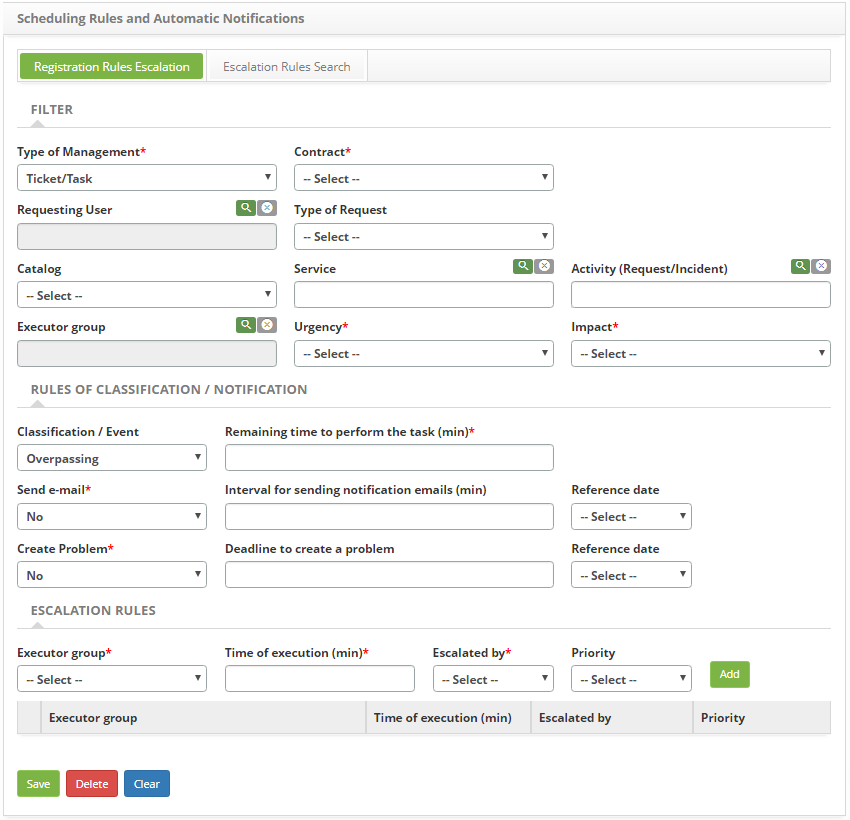 Scheduling Rules and Automatic Notifications
Registration Rules Escalation Escalation Rules Search
FILTER
Type of Management* Contract*
Ticket/Task -- Select --
Requesting User Type of Request
-- Select --
Catalog Service Activity (Request/Incident)
-- Select --
Executor group Urgency* Impact*
-- Select -- -- Select --
RULES OF CLASSIFICATION / NOTIFICATION
Classification / Event Remaining time to perform the task (min)*
Overpassing
Send e-mail* Interval for sending notification emails (min) Reference date
No -- Select --
Create Problem* Deadline to create a problem Reference date
No -- Select --
ESCALATION RULES
Executor group* Time of execution (min)* Escalated by* Priority
-- Select -- -- Select -- -- Select -- Add
Executor group Time of execution (min) Escalated by Priority
Save Delete Clear